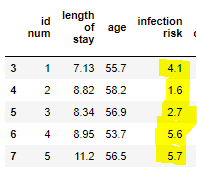 id num length of stay age infection risk
3 1 7.13 55.7 4.1
4 2 8.82 58.2 1.6
5 3 8.34 56.9 2.7
6 4 8.95 53.7 5.6
7 5 11.2 56.5 5.7